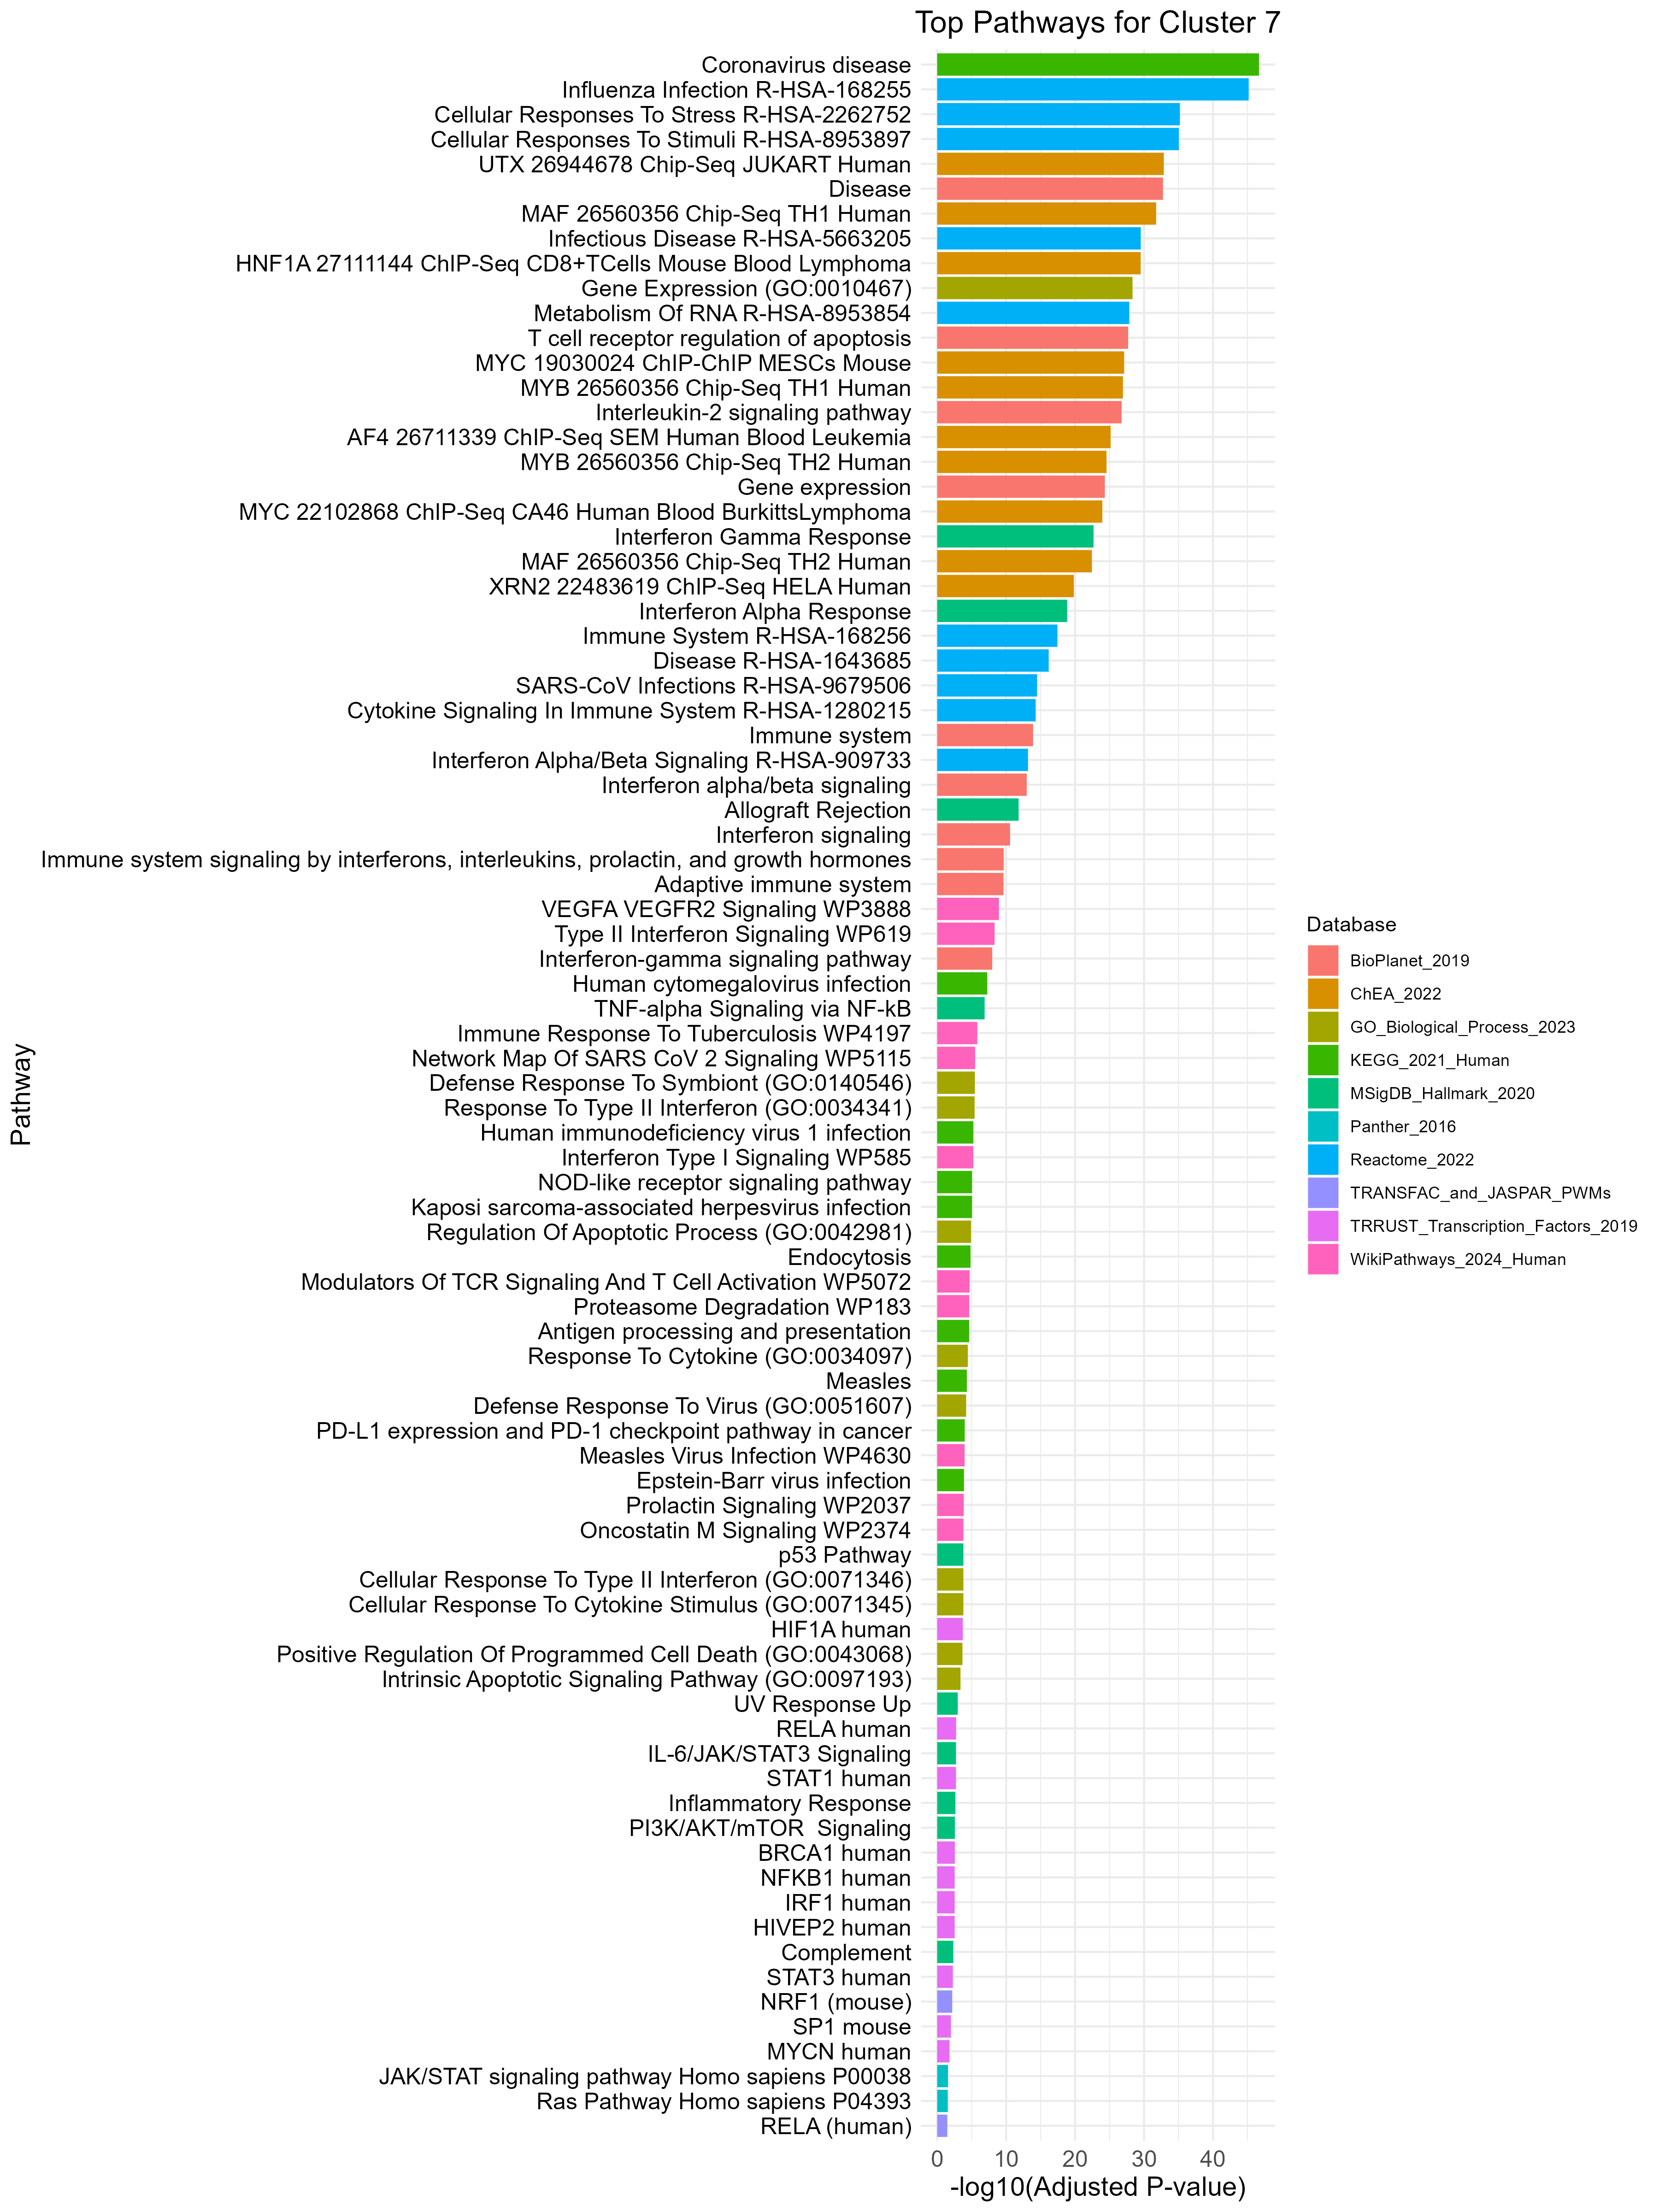 Top Pathways for Cluster 7
Coronavirus disease
Influenza Infection R-HSA-168255
Cellular Responses To Stress R-HSA-2262752
Cellular Responses To Stimuli R-HSA-8953897
UTX 26944678 Chip-Seq JUKART Human
Disease
MAF 26560356 Chip-Seq TH1 Human
Infectious Disease R-HSA-5663205
HNF1A 27111144 ChIP-Seq CD8+TCells Mouse Blood Lymphoma
Gene Expression (GO:0010467)
Metabolism Of RNA R-HSA-8953854
T cell receptor regulation of apoptosis
MYC 19030024 ChIP-ChIP MESCs Mouse
MYB 26560356 Chip-Seq TH1 Human
Interleukin-2 signaling pathway
AF4 26711339 ChIP-Seq SEM Human Blood Leukemia
MYB 26560356 Chip-Seq TH2 Human
Gene expression
MYC 22102868 ChIP-Seq CA46 Human Blood BurkittsLymphoma
Interferon Gamma Response
MAF 26560356 Chip-Seq TH2 Human
XRN2 22483619 ChIP-Seq HELA Human
Interferon Alpha Response
Immune System R-HSA-168256
Disease R-HSA-1643685
SARS-CoV Infections R-HSA-9679506
Cytokine Signaling In Immune System R-HSA-1280215
Immune system
Interferon Alpha/Beta Signaling R-HSA-909733
Interferon alpha/beta signaling
Allograft Rejection
Interferon signaling
Immune system signaling by interferons, interleukins, prolactin, and growth hormones
Adaptive immune system
VEGFA VEGFR2 Signaling WP3888
Type II Interferon Signaling WP619
Interferon-gamma signaling pathway
Human cytomegalovirus infection
TNF-alpha Signaling via NF-kB
Immune Response To Tuberculosis WP4197
Network Map Of SARS CoV 2 Signaling WP5115
Defense Response To Symbiont (GO:0140546)
Response To Type II Interferon (GO:0034341)
Human immunodeficiency virus 1 infection
Interferon Type I Signaling WP585
NOD-like receptor signaling pathway
Kaposi sarcoma-associated herpesvirus infection
Regulation Of Apoptotic Process (GO:0042981)
Endocytosis
Modulators Of TCR Signaling And T Cell Activation WP5072
Proteasome Degradation WP183
Antigen processing and presentation
Response To Cytokine (GO:0034097)
Measles
Defense Response To Virus (GO:0051607)
PD-L1 expression and PD-1 checkpoint pathway in cancer
Measles Virus Infection WP4630
Epstein-Barr virus infection
Prolactin Signaling WP2037
Oncostatin M Signaling WP2374
p53 Pathway
Cellular Response To Type II Interferon (GO:0071346)
Cellular Response To Cytokine Stimulus (GO:0071345)
HIF1A human
Positive Regulation Of Programmed Cell Death (GO:0043068)
Intrinsic Apoptotic Signaling Pathway (GO:0097193)
UV Response Up
RELA human
IL-6/JAK/STAT3 Signaling
STAT1 human
Inflammatory Response
PI3K/AKT/mTOR  Signaling
BRCA1 human
NFKB1 human
IRF1 human
HIVEP2 human
Complement
STAT3 human
NRF1 (mouse)
SP1 mouse
MYCN human
JAK/STAT signaling pathway Homo sapiens P00038
Ras Pathway Homo sapiens P04393
RELA (human)
0 10 20 30 40
-log10(Adjusted P-value)
Pathway
Database
BioPlanet_2019
ChEA_2022
GO_Biological_Process_2023
KEGG_2021_Human
MSigDB_Hallmark_2020
Panther_2016
Reactome_2022
TRANSFAC_and_JASPAR_PWMs
TRRUST_Transcription_Factors_2019
WikiPathways_2024_Human